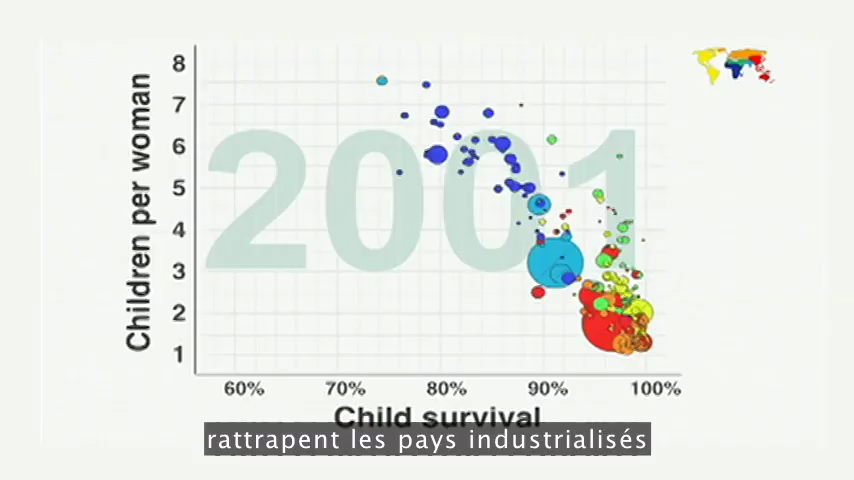 2001
Children per woman
8
7
6
5
4
3
2
1
60% 70% 80% 90% 100%
Child survival
rattrapent les pays industrialisés